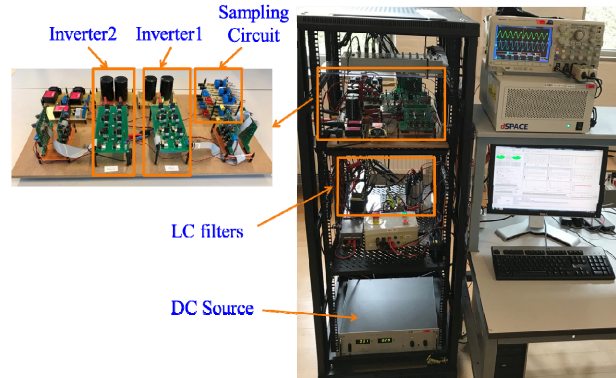 Sampling
Circuit
Inverter2
Inverter1
dSPACE
LC filters
DC Source